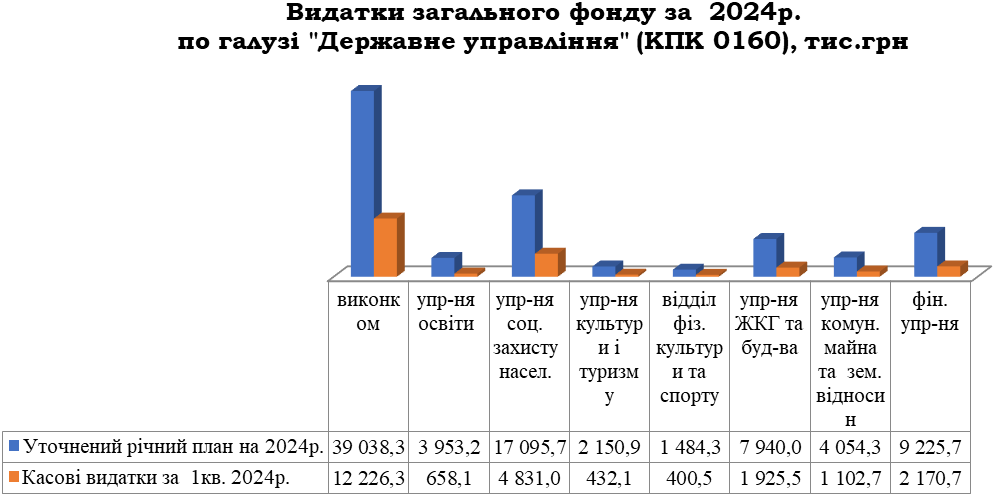 Видатки загального фонду за  2024р.
по галузі "Державне управління" (КПК 0160), тис.грн
виконк
ом
упр-ня
освіти
упр-ня
соц.
захисту
насел.
упр-ня
культур
и і
туризм
у
відділ
фіз.
культур
и та
спорту
упр-ня
ЖКГ та
буд-ва
упр-ня
комун.
майна
та  зем.
відноси
н
фін.
упр-ня
Уточнений річний план на 2024р. 39 038,3 3 953,2 17 095,7 2 150,9 1 484,3 7 940,0 4 054,3 9 225,7
Касові видатки за  1кв. 2024р. 12 226,3 658,1 4 831,0 432,1 400,5 1 925,5 1 102,7 2 170,7